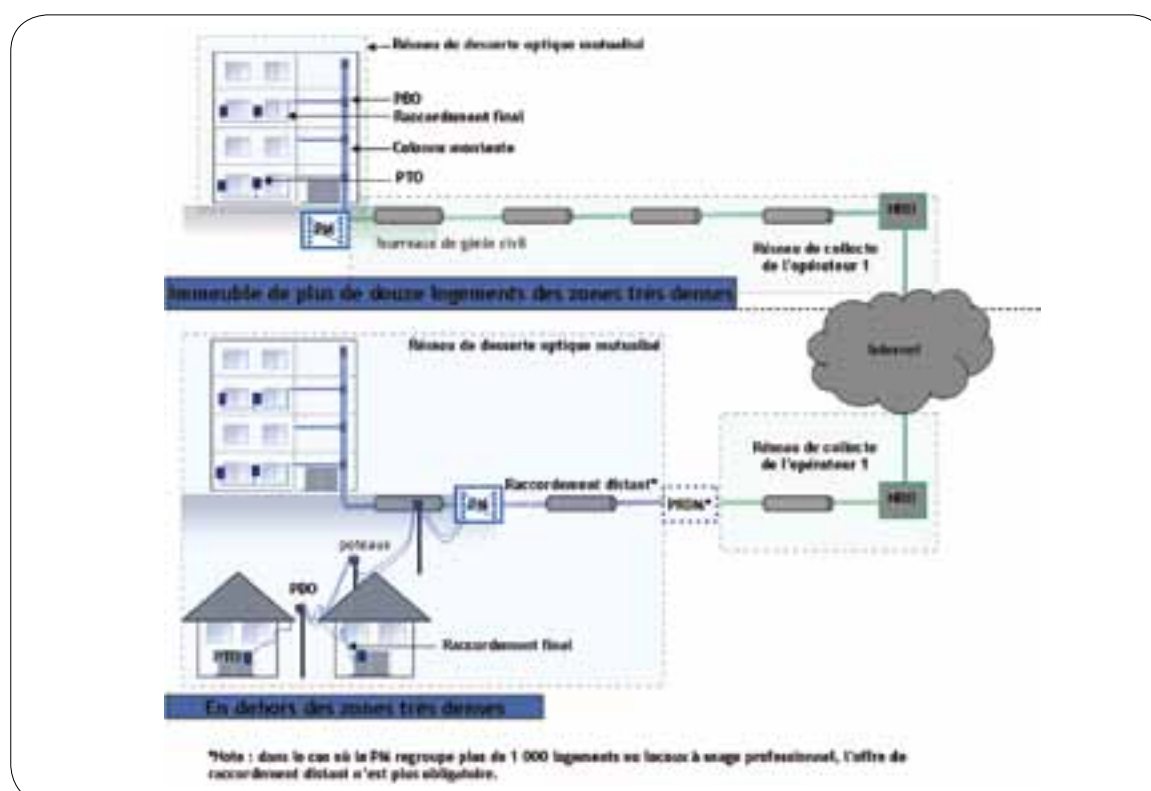 Réseau de desserte optique mutualisé
PBO
Raccordement final
Colonne montante
PTO
PM
NRO
fourreaux de génie civil
Réseau de collecte
de l'opérateur 1
Immeuble de plus de douze logements des zones très denses
Internet
Réseau de desserte optique mutualisé
Réseau de collecte
de l'opérateur 1
Raccordement distant*
PM
PRDM*
NRO
poteaux
PBO
PTO
Raccordement final
En dehors des zones très denses
*Note : dans le cas où le PM regroupe plus de 1 000 logements ou locaux à usage professionnel, l'offre de
raccordement distant n'est plus obligatoire.